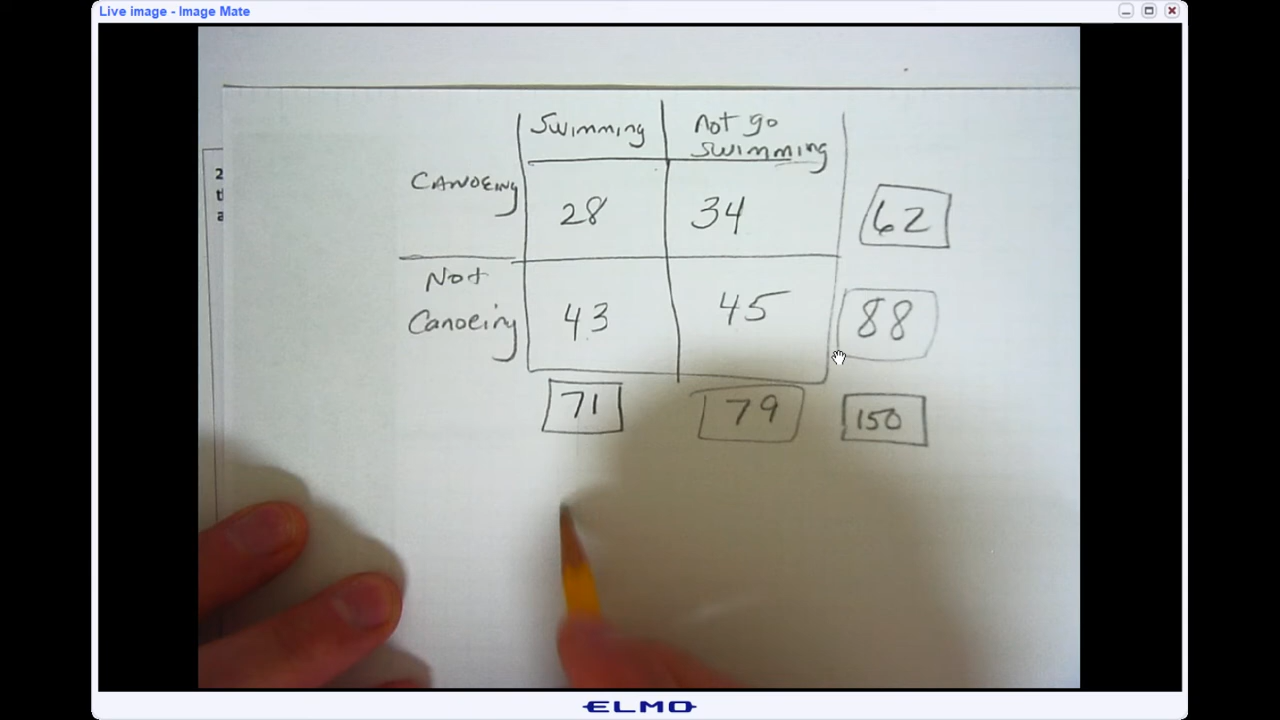 Live image - Image Mate
Swimming
Not go
swimming
CANOEING
28
34
62
Not
Canoeing
43
45
88
71
79
150
2
t
a
ELMO